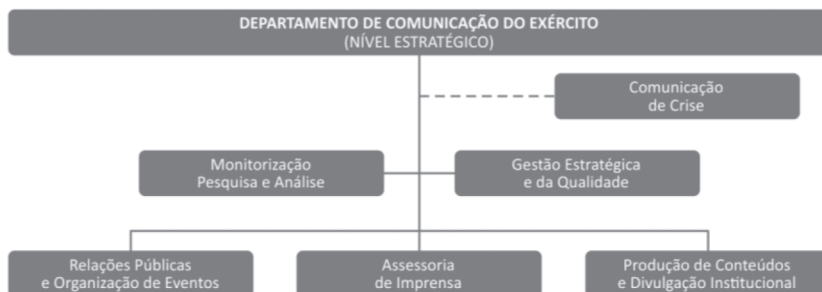 DEPARTAMENTO DE COMUNICAÇÃO DO EXÉRCITO
(NÍVEL ESTRATÉGICO)
Comunicação
de Crise
Monitorização
Pesquisa e Análise
Gestão Estratégica
e da Qualidade
Relações Públicas
e Organização de Eventos
Assessoria
de Imprensa
Produção de Conteúdos
e Divulgação Institucional